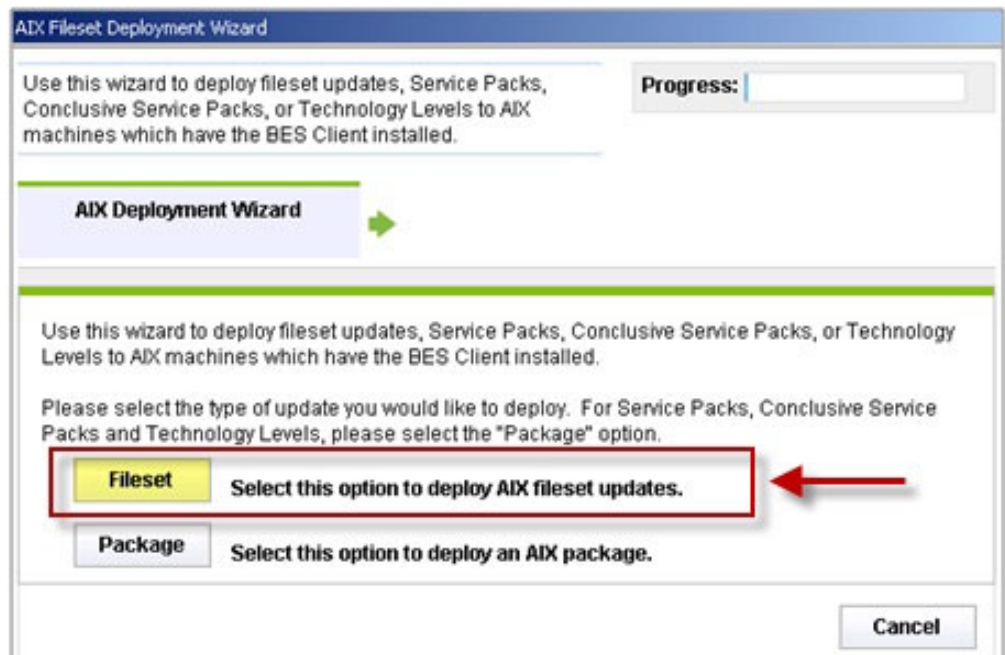 AIX Fileset Deployment Wizard
Use this wizard to deploy fileset updates, Service Packs,
Conclusive Service Packs, or Technology Levels to AIX
machines which have the BES Client installed.
Progress:
AIX Deployment Wizard
Use this wizard to deploy fileset updates, Service Packs, Conclusive Service Packs, or Technology
Levels to AIX machines which have the BES Client installed.
Please select the type of update you would like to deploy. For Service Packs, Conclusive Service
Packs and Technology Levels, please select the "Package" option.
Fileset Select this option to deploy AIX fileset updates.
Package Select this option to deploy an AIX package.
Cancel